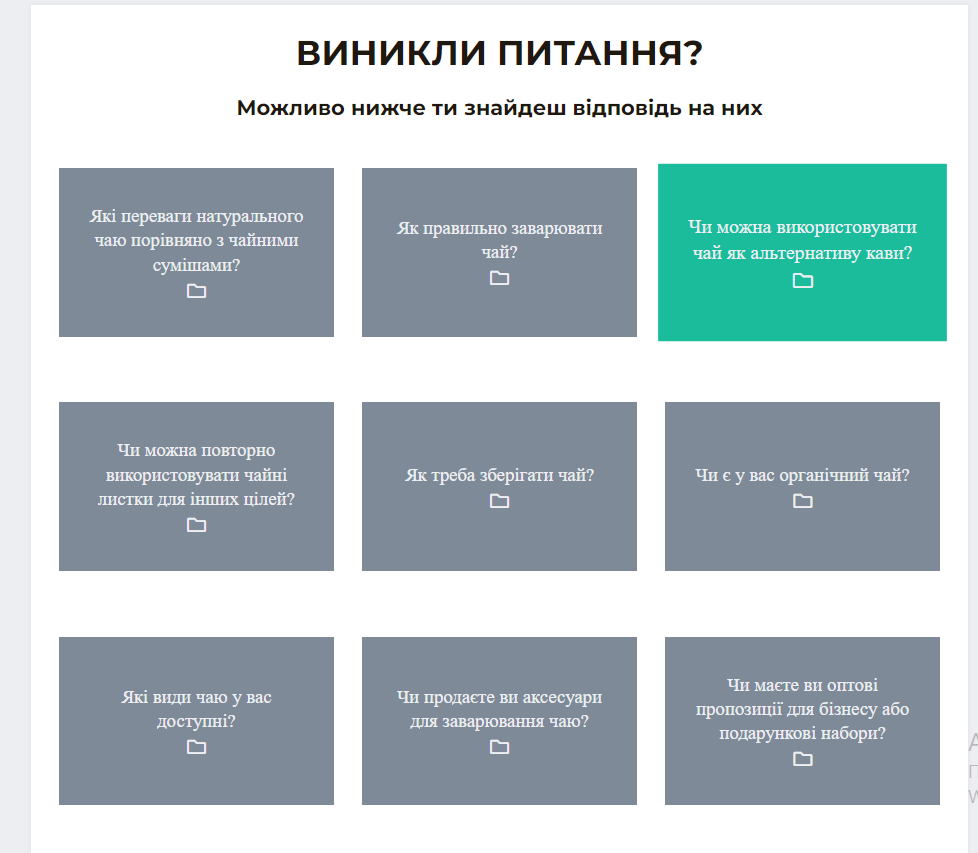 ВИНИКЛИ ПИТАННЯ?
Можливо нижче ти знайдеш відповідь на них
Які переваги натурального
чаю порівняно з чайними
сумішами?
Як правильно заварювати
чай?
Чи можна використовувати
чай як альтернативу кави?
Чи можна повторно
використовувати чайні
листки для інших цілей?
Як треба зберігати чай?
Чи є у вас органічний чай?
Які види чаю у вас
доступні?
Чи продаєте ви аксесуари
для заварювання чаю?
Чи маєте ви оптові
пропозиції для бізнесу або
подарункові набори?